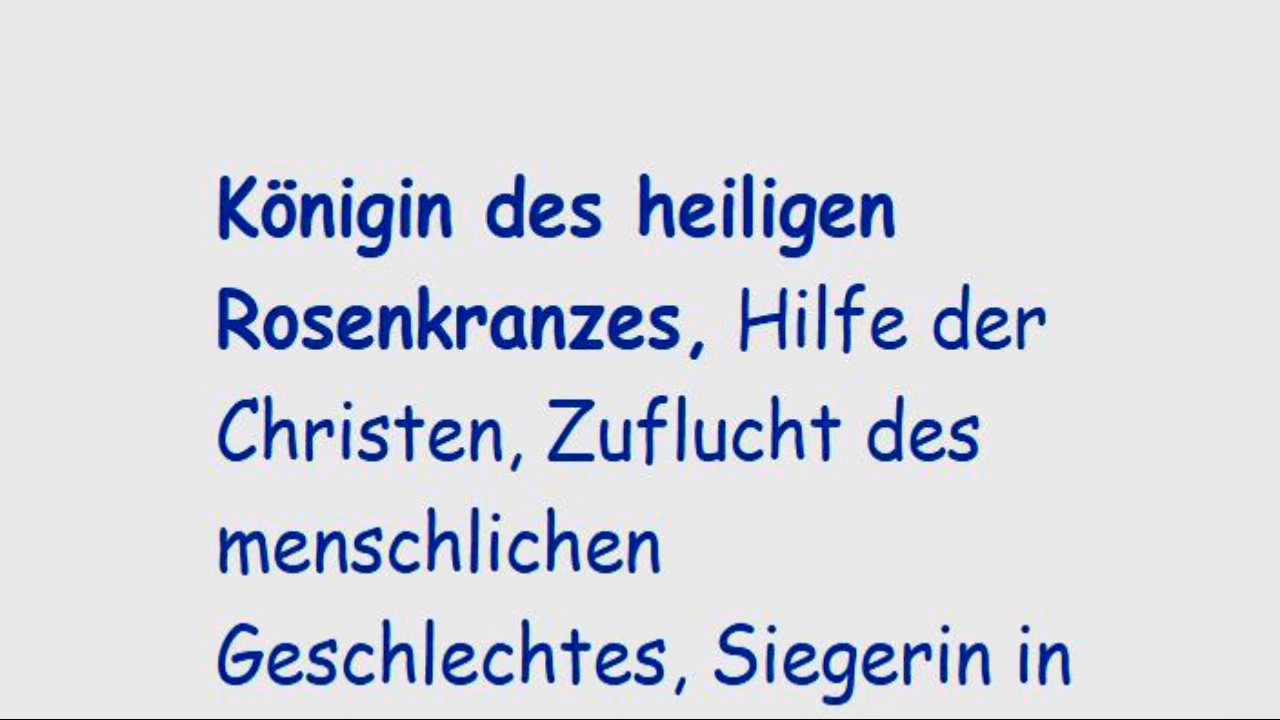 Königin des heiligen
Rosenkranzes, Hilfe der
Christen, Zuflucht des
menschlichen
Geschlechtes, Siegerin in